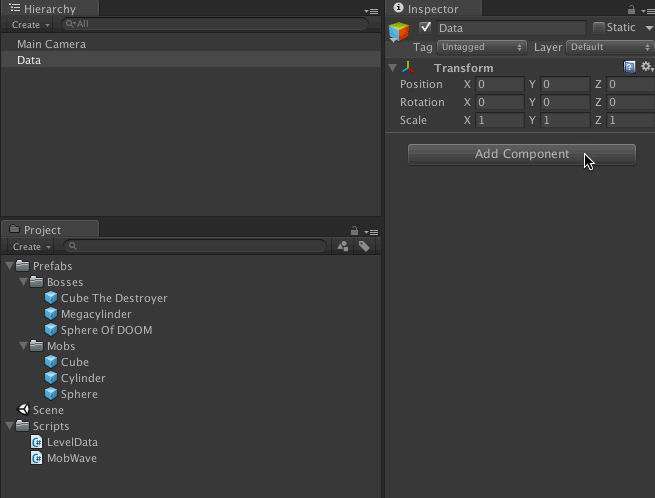 Hierarchy
Create
All
Main Camera
Data
Project
Create
Prefabs
Bosses
Cube The Destroyer
Megacylinder
Sphere Of DOOM
Mobs
Cube
Cylinder
Sphere
Scene
Scripts
LevelData
MobWave
Inspector
Data Static
Tag Untagged Layer Default
Transform
Position X 0 Y 0 Z 0
Rotation X 0 Y 0 Z 0
Scale X 1 Y 1 Z 1
Add Component